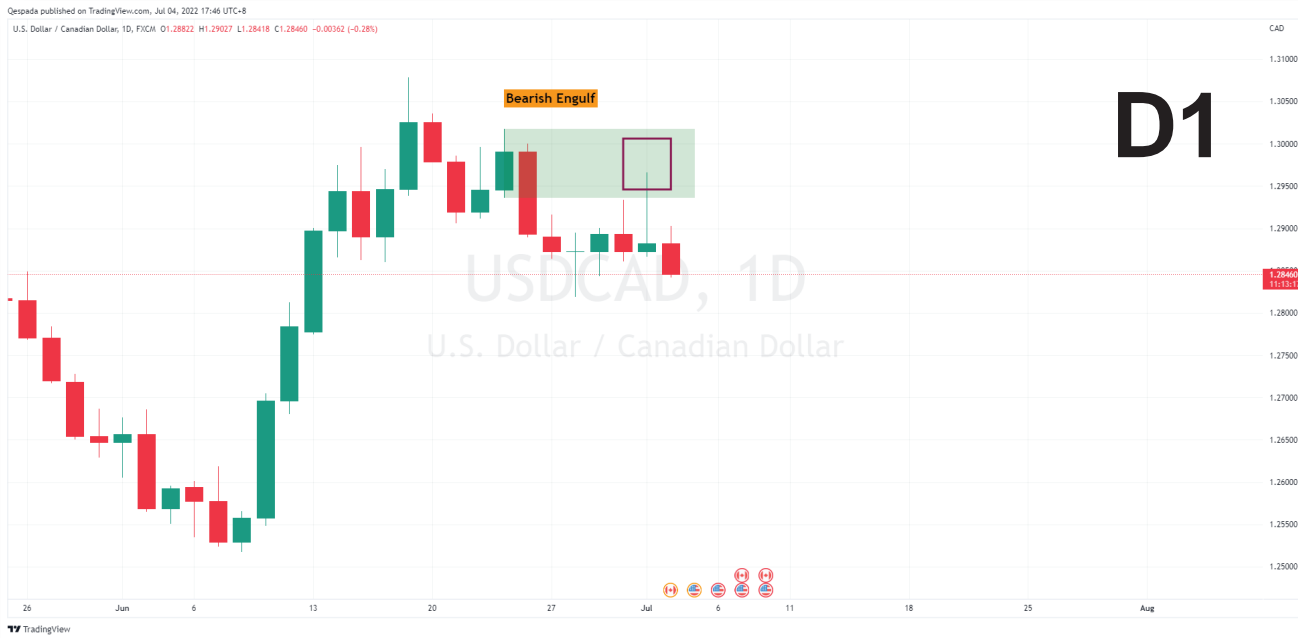 Qespada published on TradingView.com, Jul 04, 2022 17:46 UTC+8
U.S. Dollar / Canadian Dollar, 1D, FXCM O1.28822 H1.29027 L1.28418 C1.28460 −0.00362 (−0.28%)
CAD
1.31000
Bearish Engulf
1.30500
D1
1.30000
1.29500
1.29000
USDCAD, 1D
1.28460
1.28000
U.S. Dollar / Canadian Dollar
1.27500
1.27000
1.26500
1.26000
1.25500
1.25000
26 Jun 6 13 20 27 Jul 6 11 18 25 Aug
TradingView